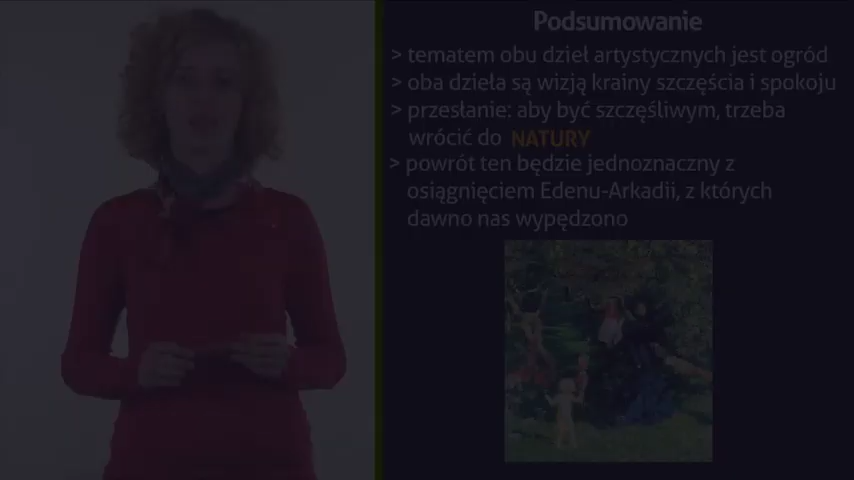 Podsumowanie
> tematem obu dzieł artystycznych jest ogród
> oba dzieła są wizją krainy szczęścia i spokoju
> przesłanie: aby być szczęśliwym, trzeba
wrócić do NATURY
> powrót ten będzie jednoznaczny z
osiągnięciem Edenu-Arkadii, z których
dawno nas wypędzono